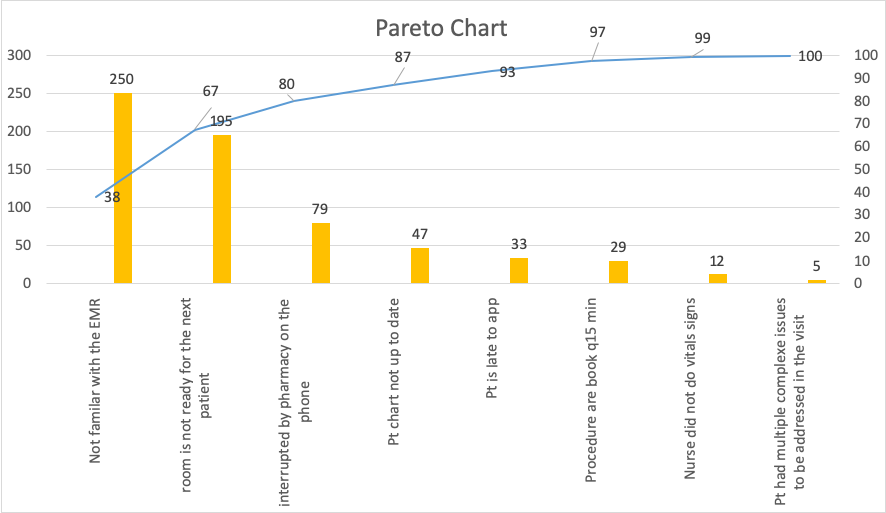 Pareto Chart
300
250
200
150
100
50
0
100
90
80
70
60
50
40
30
20
10
0
250
195
79
47
33
29
12
5
38
67
80
87
93
97
99
100
Not familar with the EMR
room is not ready for the next
patient
interrupted by pharmacy on the
phone
Pt chart not up to date
Pt is late to app
Procedure are book q15 min
Nurse did not do vitals signs
Pt had multiple complexe issues
to be addressed in the visit